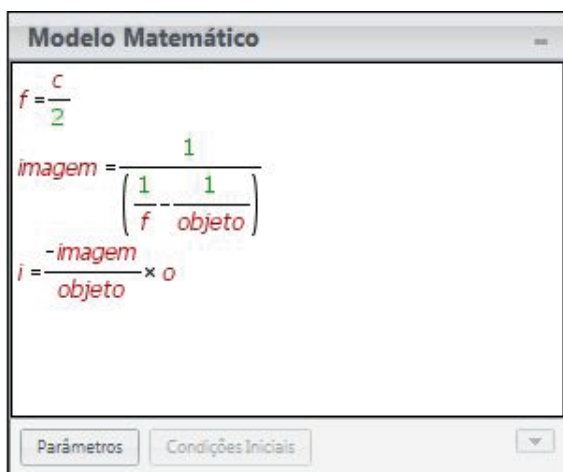 Modelo Matemático
f = c/2
imagem = 1/(1/f - 1/objeto)
i = -imagem/objeto × o
Parâmetros
Condições Iniciais